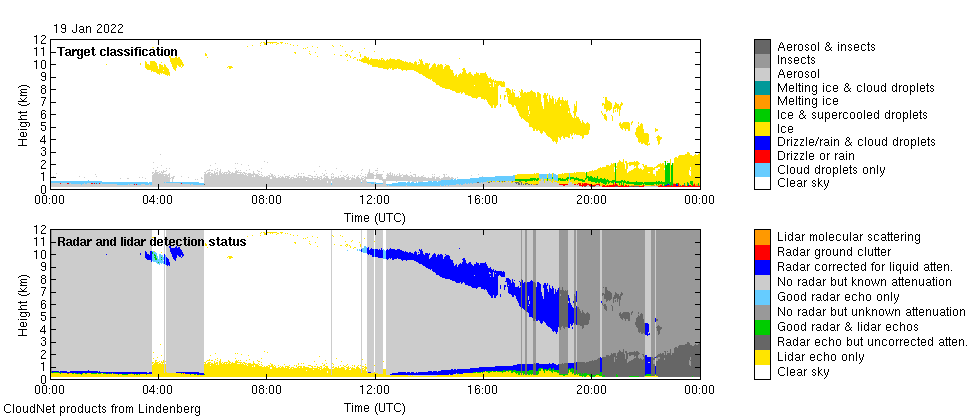 19 Jan 2022
Target classification
12
11
10
9
8
7
6
5
4
3
2
1
0
Height (km)
00:00 04:00 08:00 12:00 16:00 20:00 00:00
Time (UTC)
Aerosol & insects
Insects
Aerosol
Melting ice & cloud droplets
Melting ice
Ice & supercooled droplets
Ice
Drizzle/rain & cloud droplets
Drizzle or rain
Cloud droplets only
Clear sky
Radar and lidar detection status
12
11
10
9
8
7
6
5
4
3
2
1
0
Height (km)
00:00 04:00 08:00 12:00 16:00 20:00 00:00
Time (UTC)
Lidar molecular scattering
Radar ground clutter
Radar corrected for liquid atten.
No radar but known attenuation
Good radar echo only
No radar but unknown attenuation
Good radar & lidar echos
Radar echo but uncorrected atten.
Lidar echo only
Clear sky
CloudNet products from Lindenberg